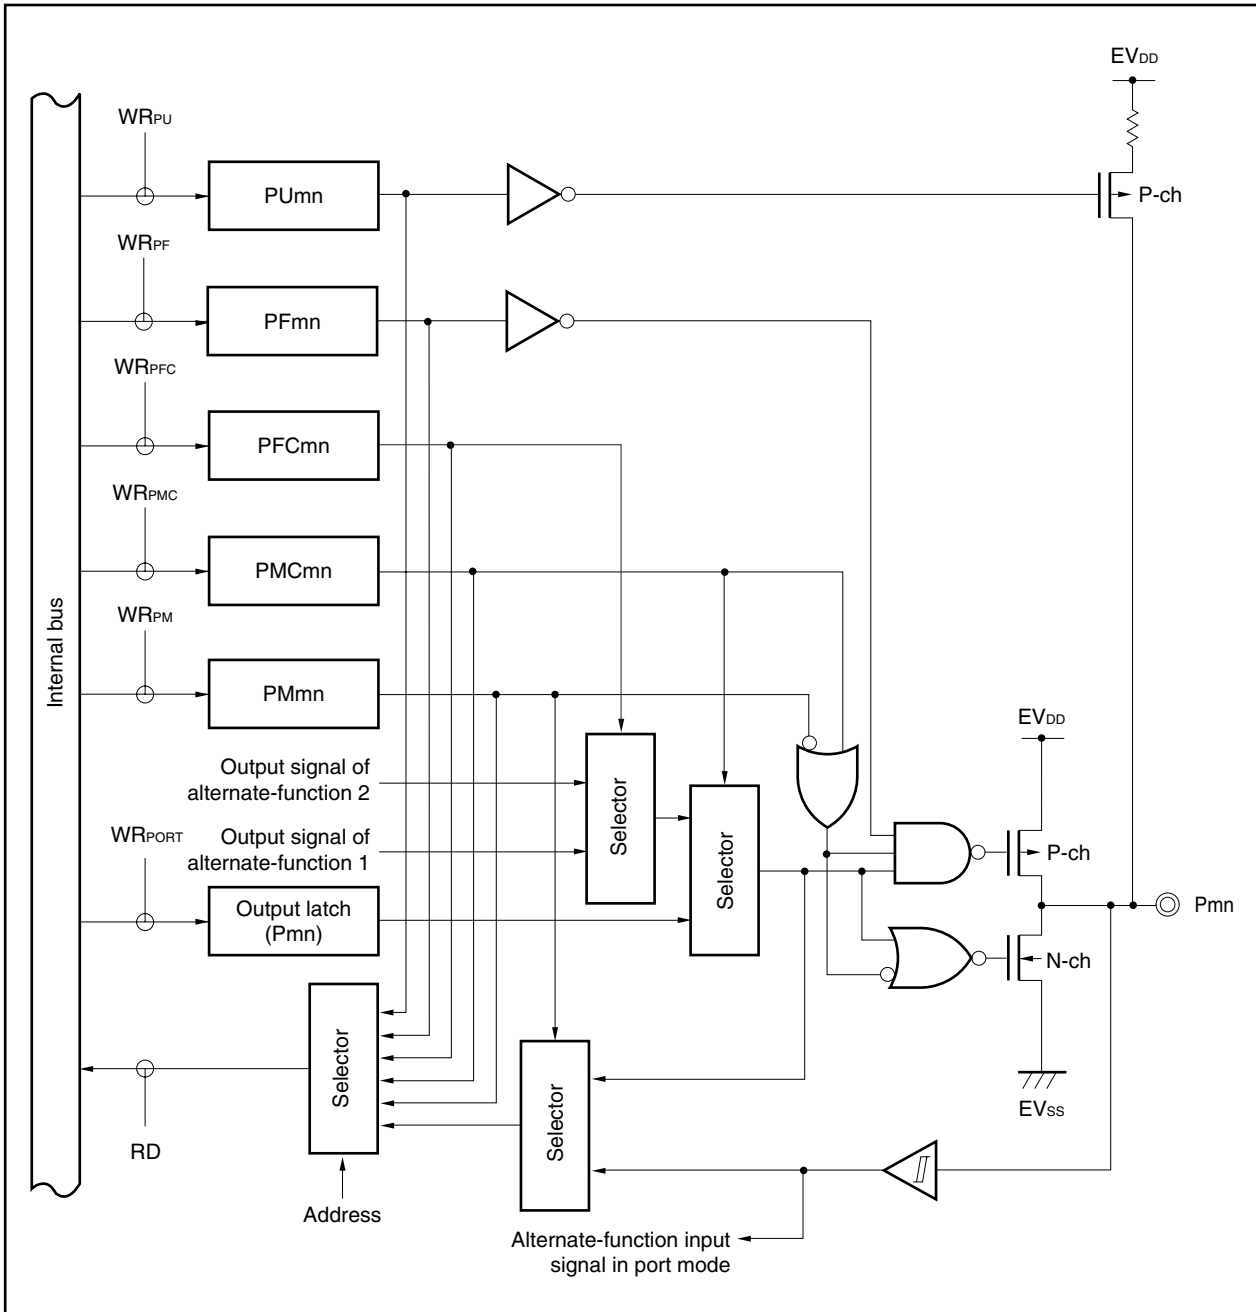 EVDD
WRPU
PUmn
P-ch
WRPF
PFmn
WRPFC
PFCmn
WRPMC
PMCmn
WRPM
PMmn
Internal bus
EVDD
Output signal of
alternate-function 2
Selector
WRPORT
Output signal of
alternate-function 1
Selector
P-ch
Output latch
(Pmn)
Pmn
N-ch
Selector
Selector
EVSS
RD
Address
Alternate-function input
signal in port mode